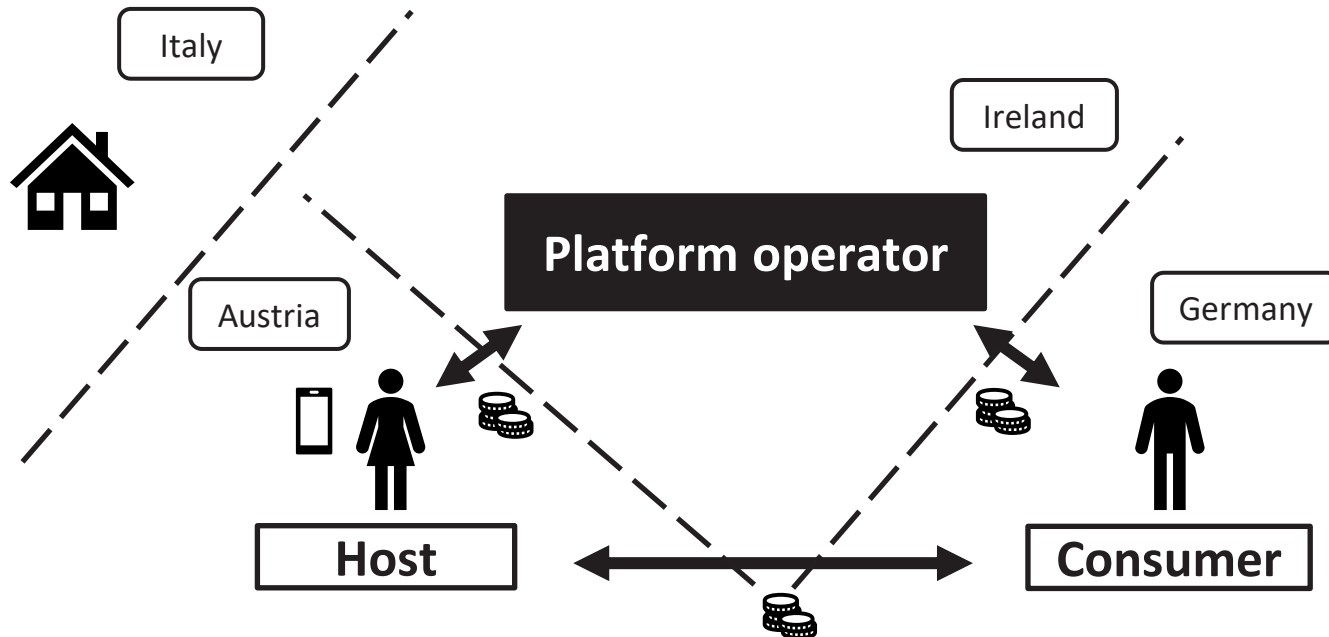 Italy
Ireland
Platform operator
Austria
Germany
Host
Consumer